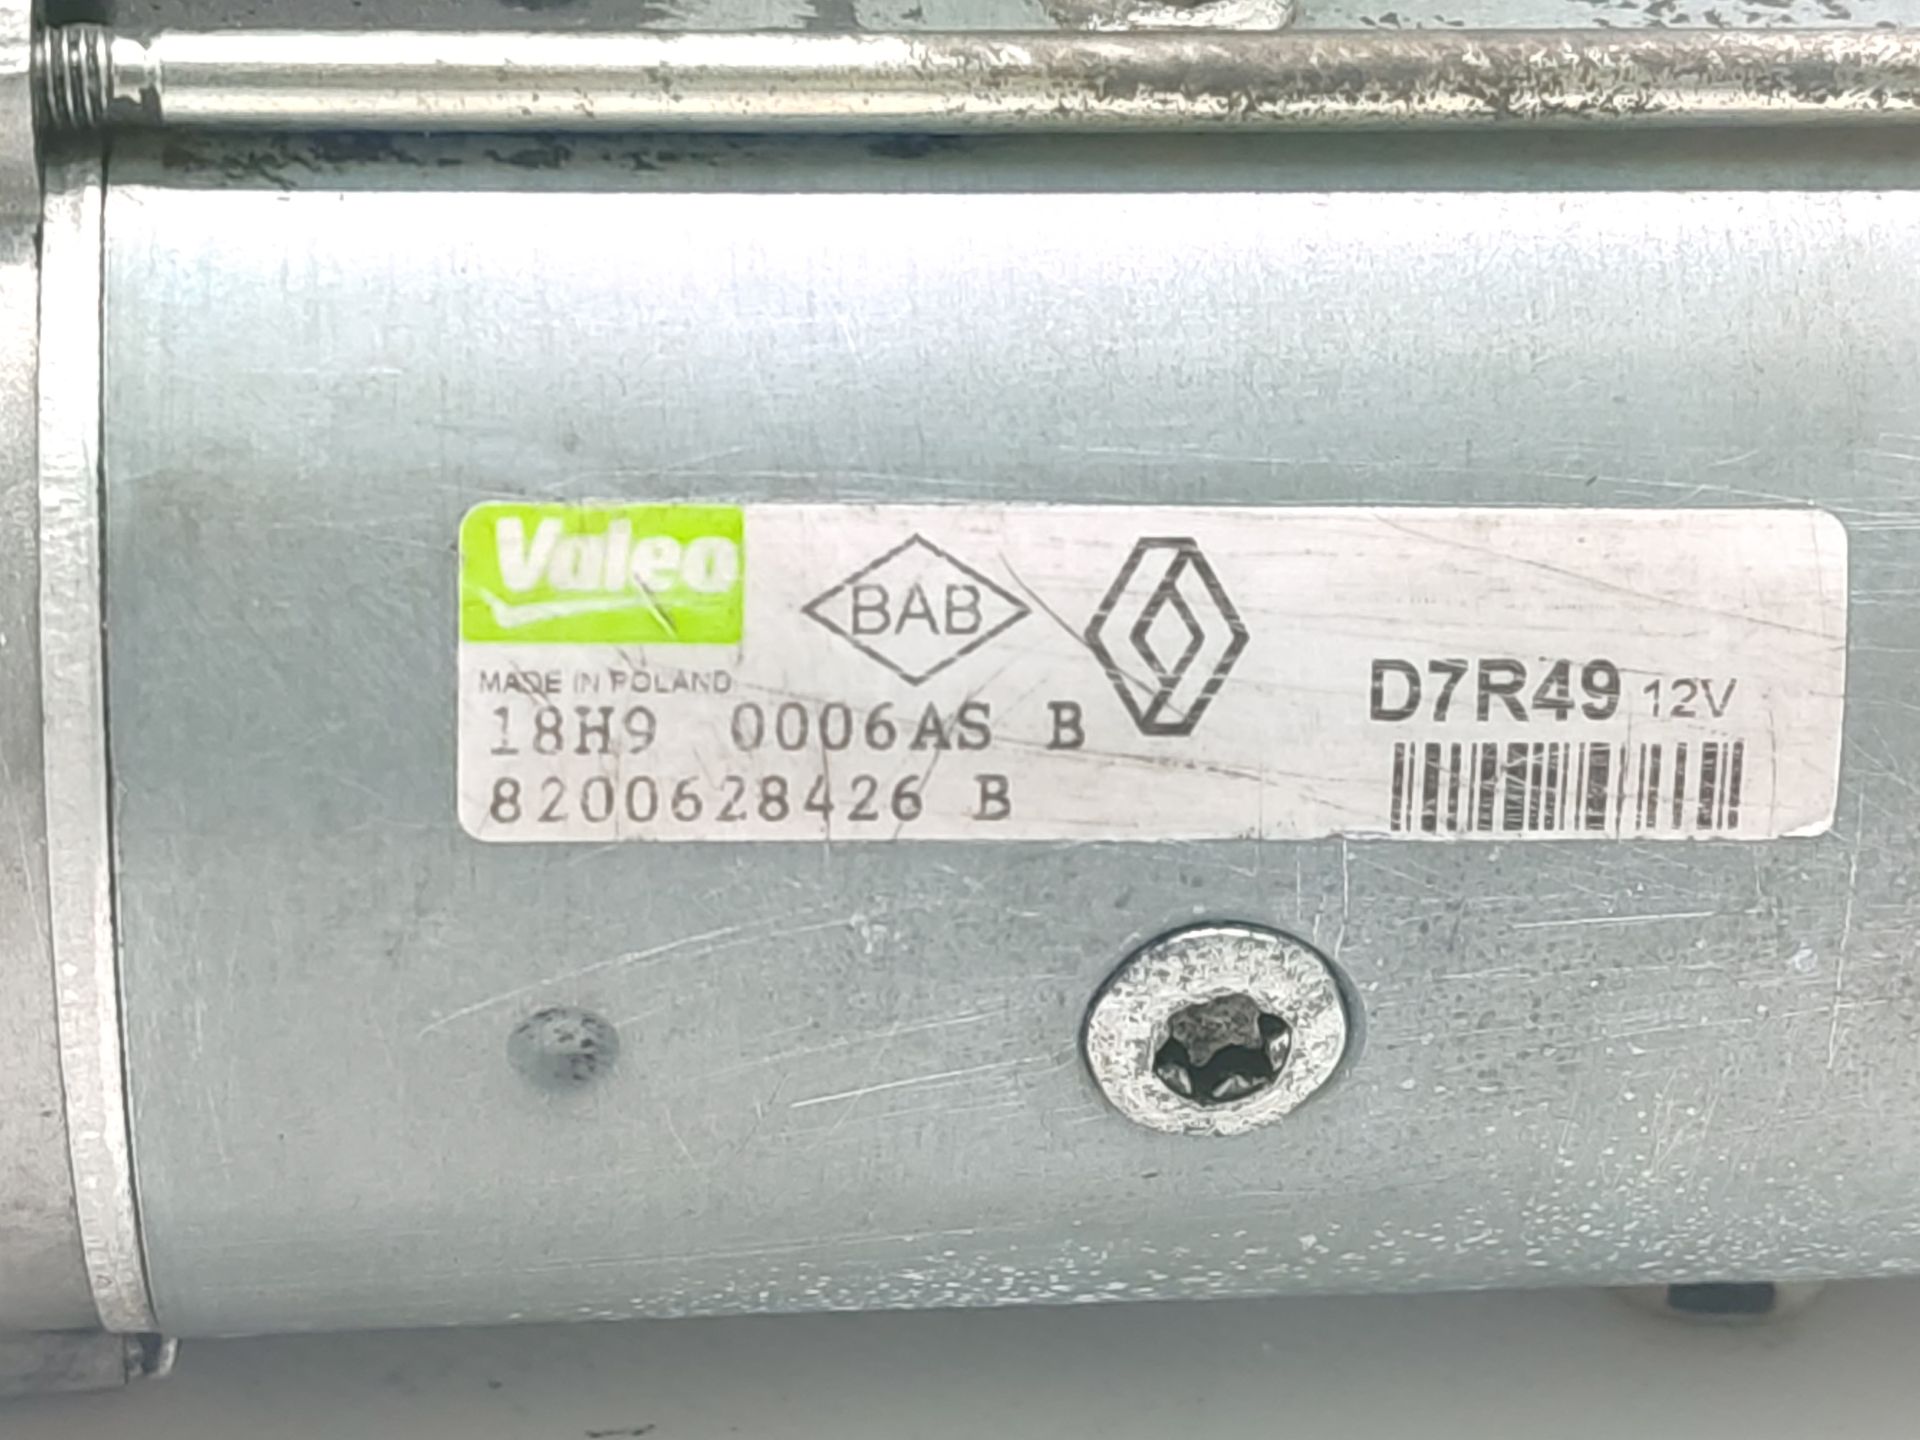 Valeo
BAB
MADE IN POLAND
D7R49 12V
18H9 0006AS B
8200628426 B